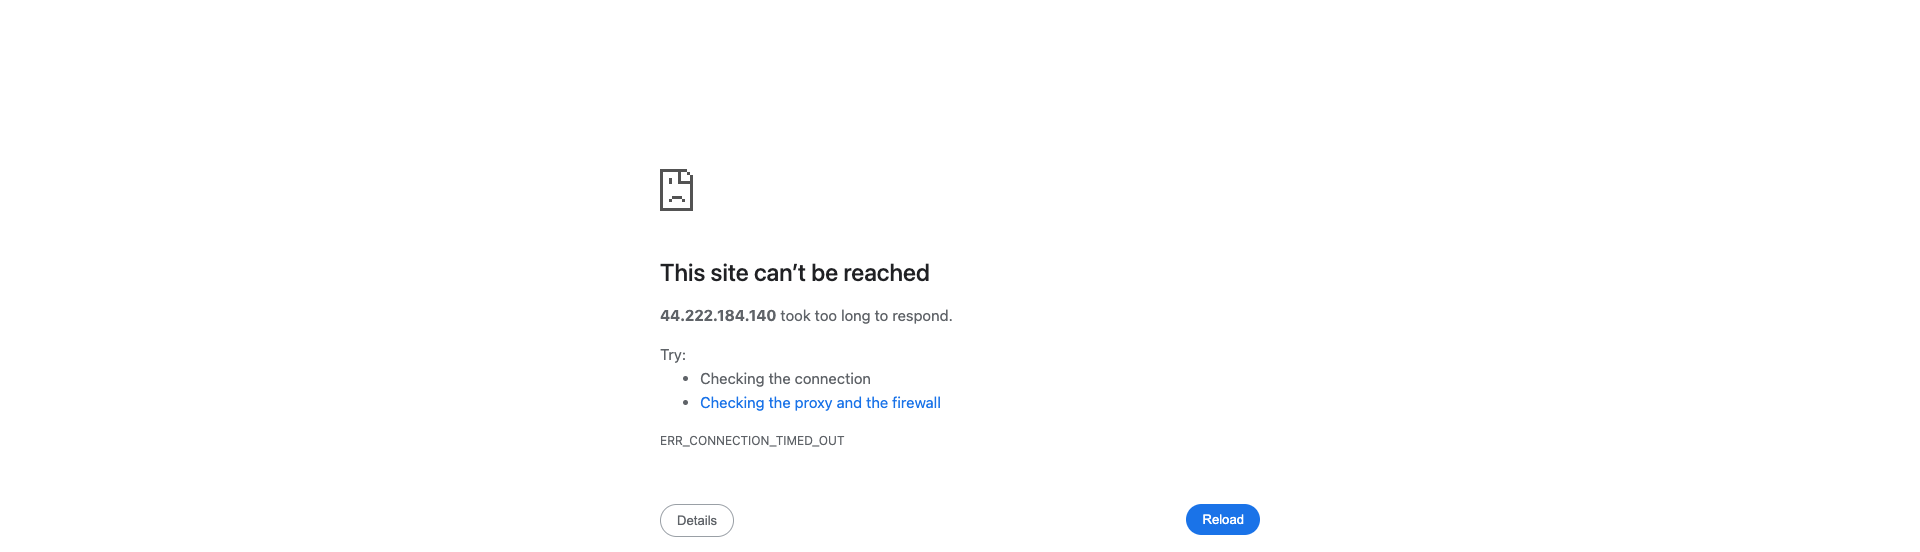 This site can’t be reached
44.222.184.140 took too long to respond.
Try:
• Checking the connection
• Checking the proxy and the firewall
ERR_CONNECTION_TIMED_OUT
Details
Reload